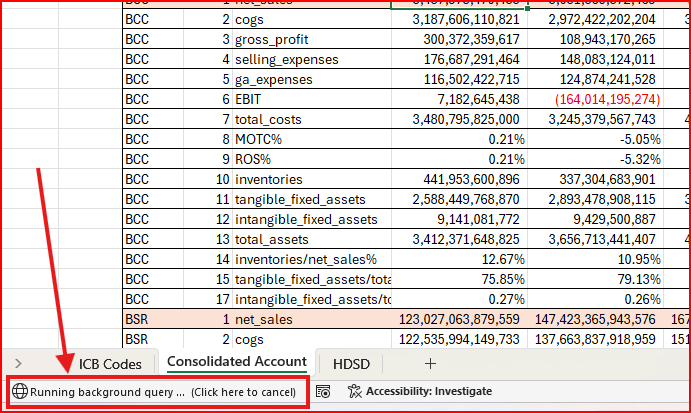 BCC 2 cogs 3,187,606,110,821 2,972,422,202,204
BCC 3 gross_profit 300,372,359,617 108,943,170,265
BCC 4 selling_expenses 176,687,291,464 148,083,124,011
BCC 5 ga_expenses 116,502,422,715 124,874,241,528
BCC 6 EBIT 7,182,645,438 (164,014,195,274)
BCC 7 total_costs 3,480,795,825,000 3,245,379,567,743
BCC 8 MOTC% 0.21% -5.05%
BCC 9 ROS% 0.21% -5.32%
BCC 10 inventories 441,953,600,896 337,304,683,901
BCC 11 tangible_fixed_assets 2,588,449,768,870 2,893,478,908,115
BCC 12 intangible_fixed_assets 9,141,081,772 9,429,500,887
BCC 13 total_assets 3,412,371,648,825 3,656,713,441,407
BCC 14 inventories/net_sales% 12.67% 10.95%
BCC 15 tangible_fixed_assets/tota 75.85% 79.13%
BCC 17 intangible_fixed_assets/to 0.27% 0.26%
BSR 1 net_sales 123,027,063,879,559 147,423,365,943,576 167
BSR 2 cogs 122,535,994,149,733 137,663,837,918,959 151
ICB Codes Consolidated Account HDSD
Running background query ... (Click here to cancel) Accessibility: Investigate